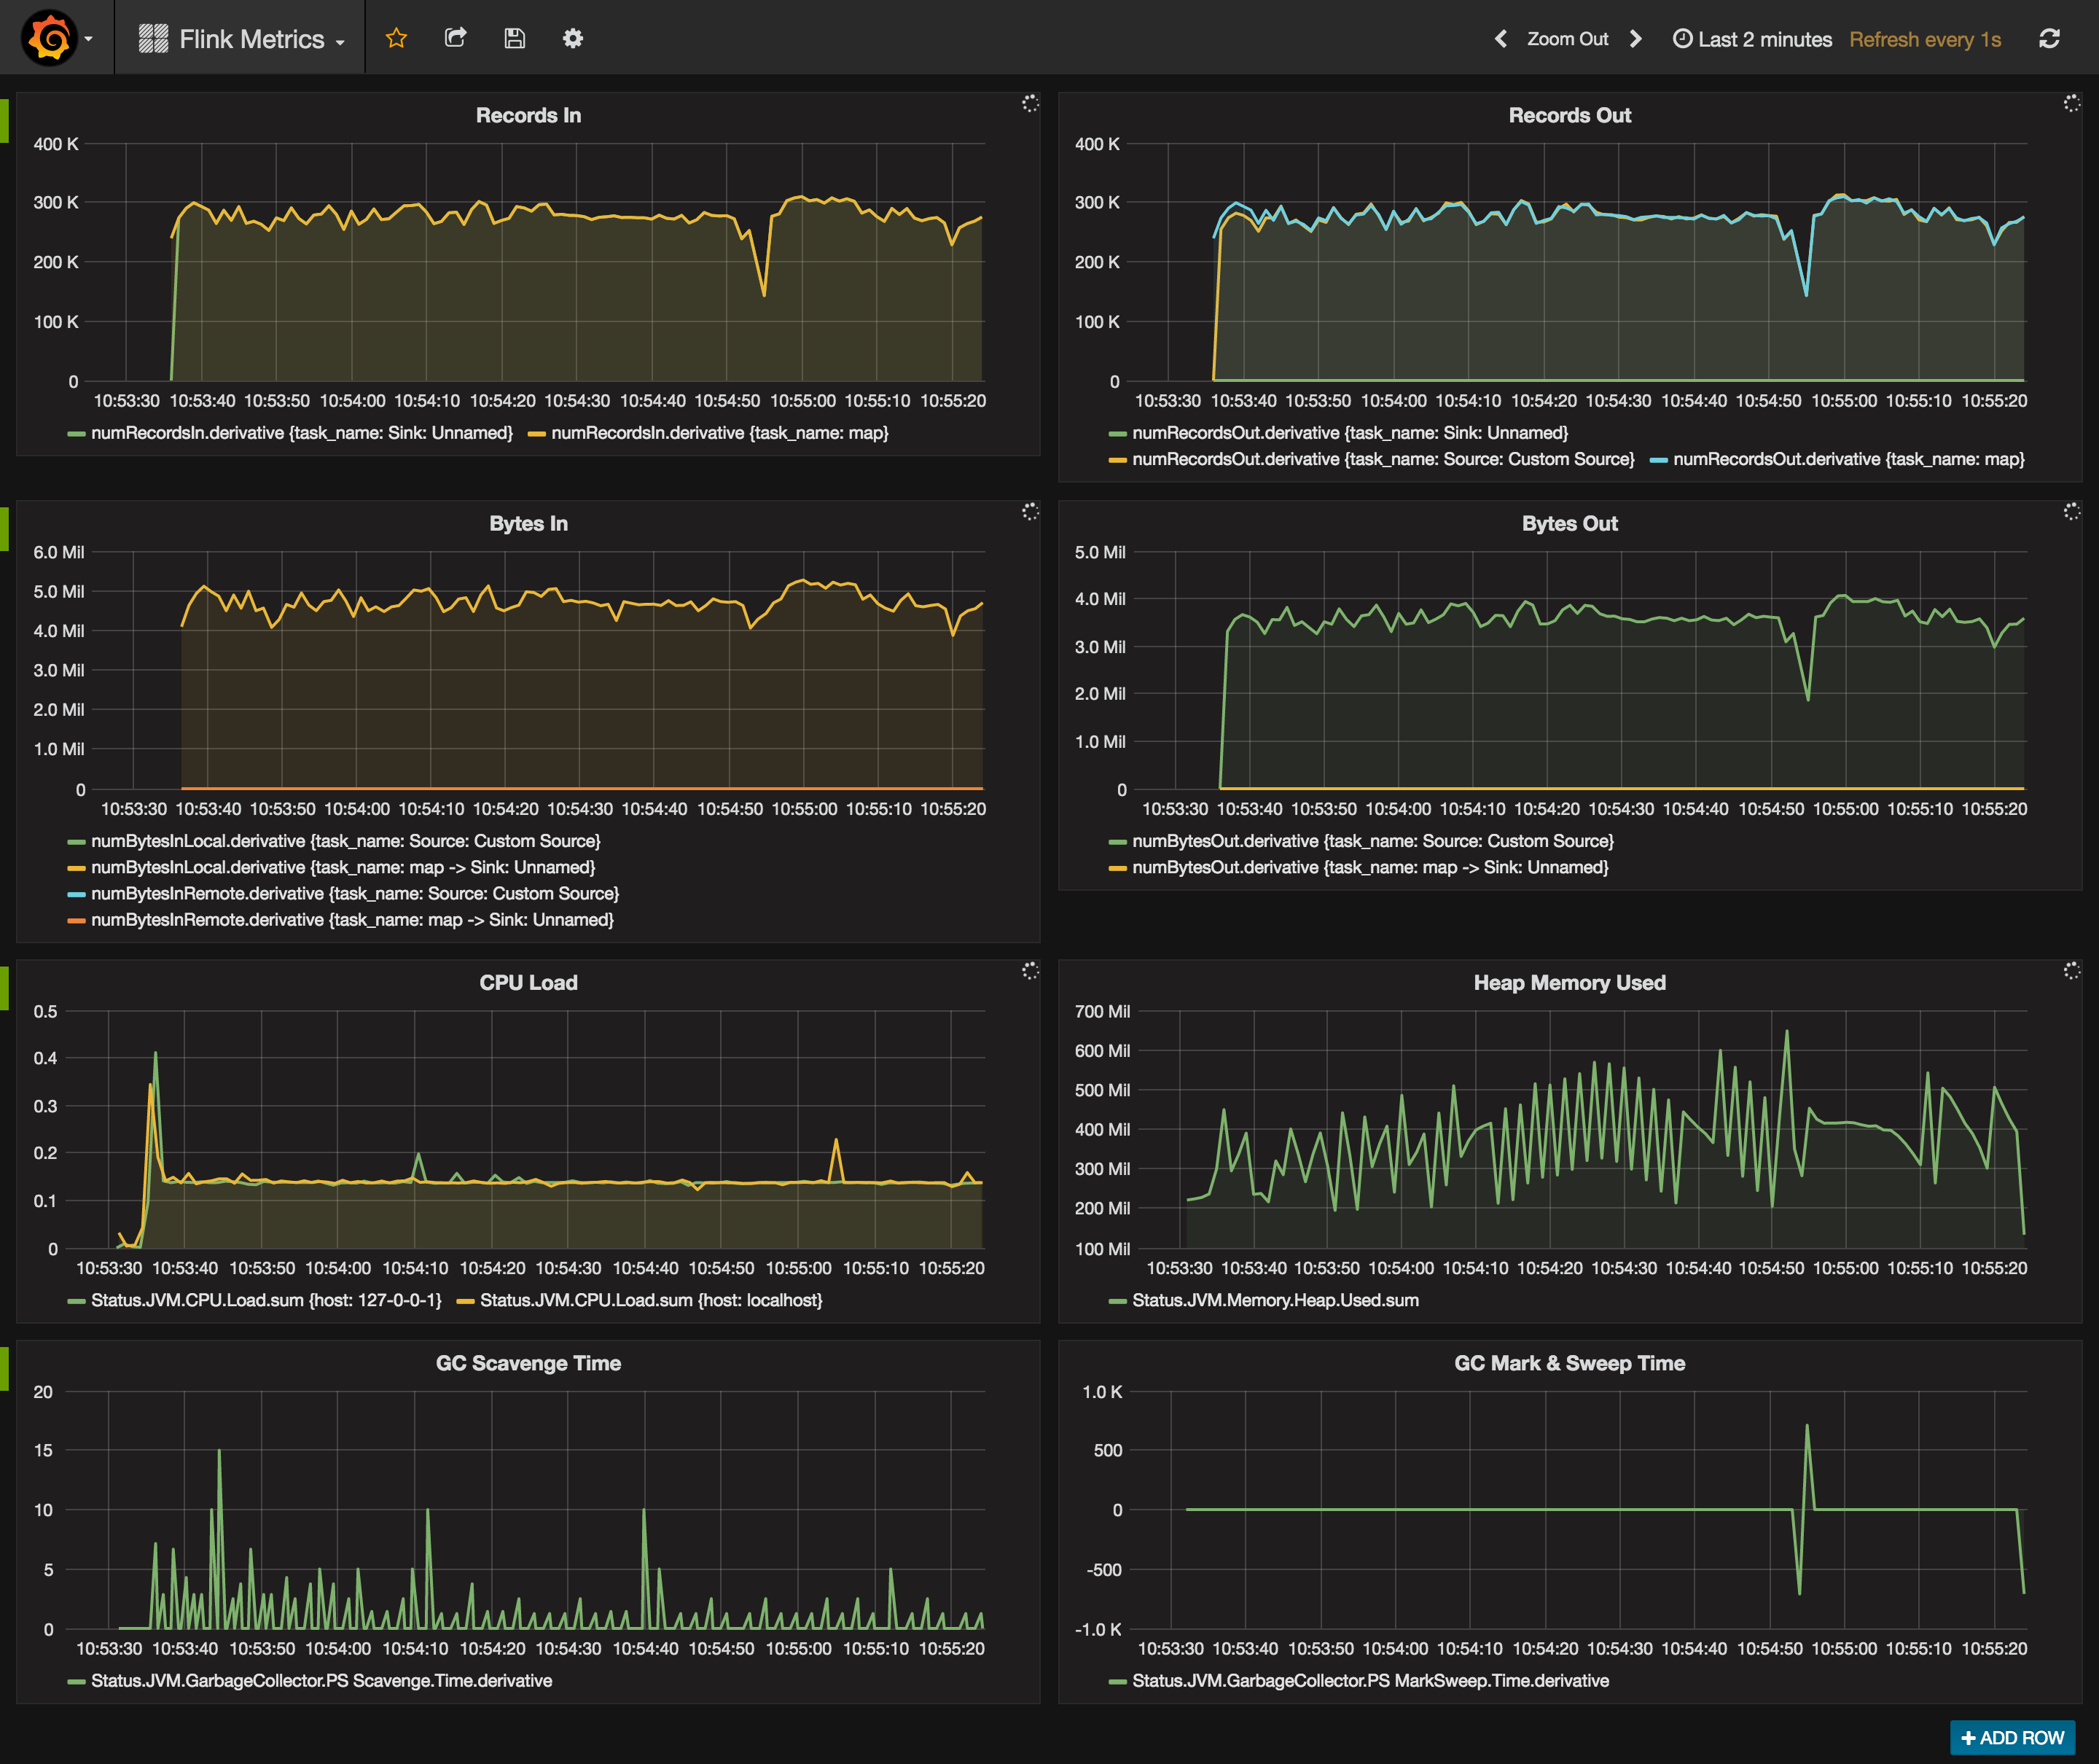 Flink Metrics
Zoom Out Last 2 minutes Refresh every 1s
Records In
400 K
300 K
200 K
100 K
0
10:53:30 10:53:40 10:53:50 10:54:00 10:54:10 10:54:20 10:54:30 10:54:40 10:54:50 10:55:00 10:55:10 10:55:20
numRecordsIn.derivative {task_name: Sink: Unnamed} numRecordsIn.derivative {task_name: map}
Records Out
400 K
300 K
200 K
100 K
0
10:53:30 10:53:40 10:53:50 10:54:00 10:54:10 10:54:20 10:54:30 10:54:40 10:54:50 10:55:00 10:55:10 10:55:20
numRecordsOut.derivative {task_name: Sink: Unnamed}
numRecordsOut.derivative {task_name: Source: Custom Source} numRecordsOut.derivative {task_name: map}
Bytes In
6.0 Mil
5.0 Mil
4.0 Mil
3.0 Mil
2.0 Mil
1.0 Mil
0
10:53:30 10:53:40 10:53:50 10:54:00 10:54:10 10:54:20 10:54:30 10:54:40 10:54:50 10:55:00 10:55:10 10:55:20
numBytesInLocal.derivative {task_name: Source: Custom Source}
numBytesInLocal.derivative {task_name: map -> Sink: Unnamed}
numBytesInRemote.derivative {task_name: Source: Custom Source}
numBytesInRemote.derivative {task_name: map -> Sink: Unnamed}
Bytes Out
5.0 Mil
4.0 Mil
3.0 Mil
2.0 Mil
1.0 Mil
0
10:53:30 10:53:40 10:53:50 10:54:00 10:54:10 10:54:20 10:54:30 10:54:40 10:54:50 10:55:00 10:55:10 10:55:20
numBytesOut.derivative {task_name: Source: Custom Source}
numBytesOut.derivative {task_name: map -> Sink: Unnamed}
CPU Load
0.5
0.4
0.3
0.2
0.1
0
10:53:30 10:53:40 10:53:50 10:54:00 10:54:10 10:54:20 10:54:30 10:54:40 10:54:50 10:55:00 10:55:10 10:55:20
Status.JVM.CPU.Load.sum {host: 127-0-0-1} Status.JVM.CPU.Load.sum {host: localhost}
Heap Memory Used
700 Mil
600 Mil
500 Mil
400 Mil
300 Mil
200 Mil
100 Mil
10:53:30 10:53:40 10:53:50 10:54:00 10:54:10 10:54:20 10:54:30 10:54:40 10:54:50 10:55:00 10:55:10 10:55:20
Status.JVM.Memory.Heap.Used.sum
GC Scavenge Time
20
15
10
5
0
10:53:30 10:53:40 10:53:50 10:54:00 10:54:10 10:54:20 10:54:30 10:54:40 10:54:50 10:55:00 10:55:10 10:55:20
Status.JVM.GarbageCollector.PS Scavenge.Time.derivative
GC Mark & Sweep Time
1.0 K
500
0
-500
-1.0 K
10:53:30 10:53:40 10:53:50 10:54:00 10:54:10 10:54:20 10:54:30 10:54:40 10:54:50 10:55:00 10:55:10 10:55:20
Status.JVM.GarbageCollector.PS MarkSweep.Time.derivative
ADD ROW